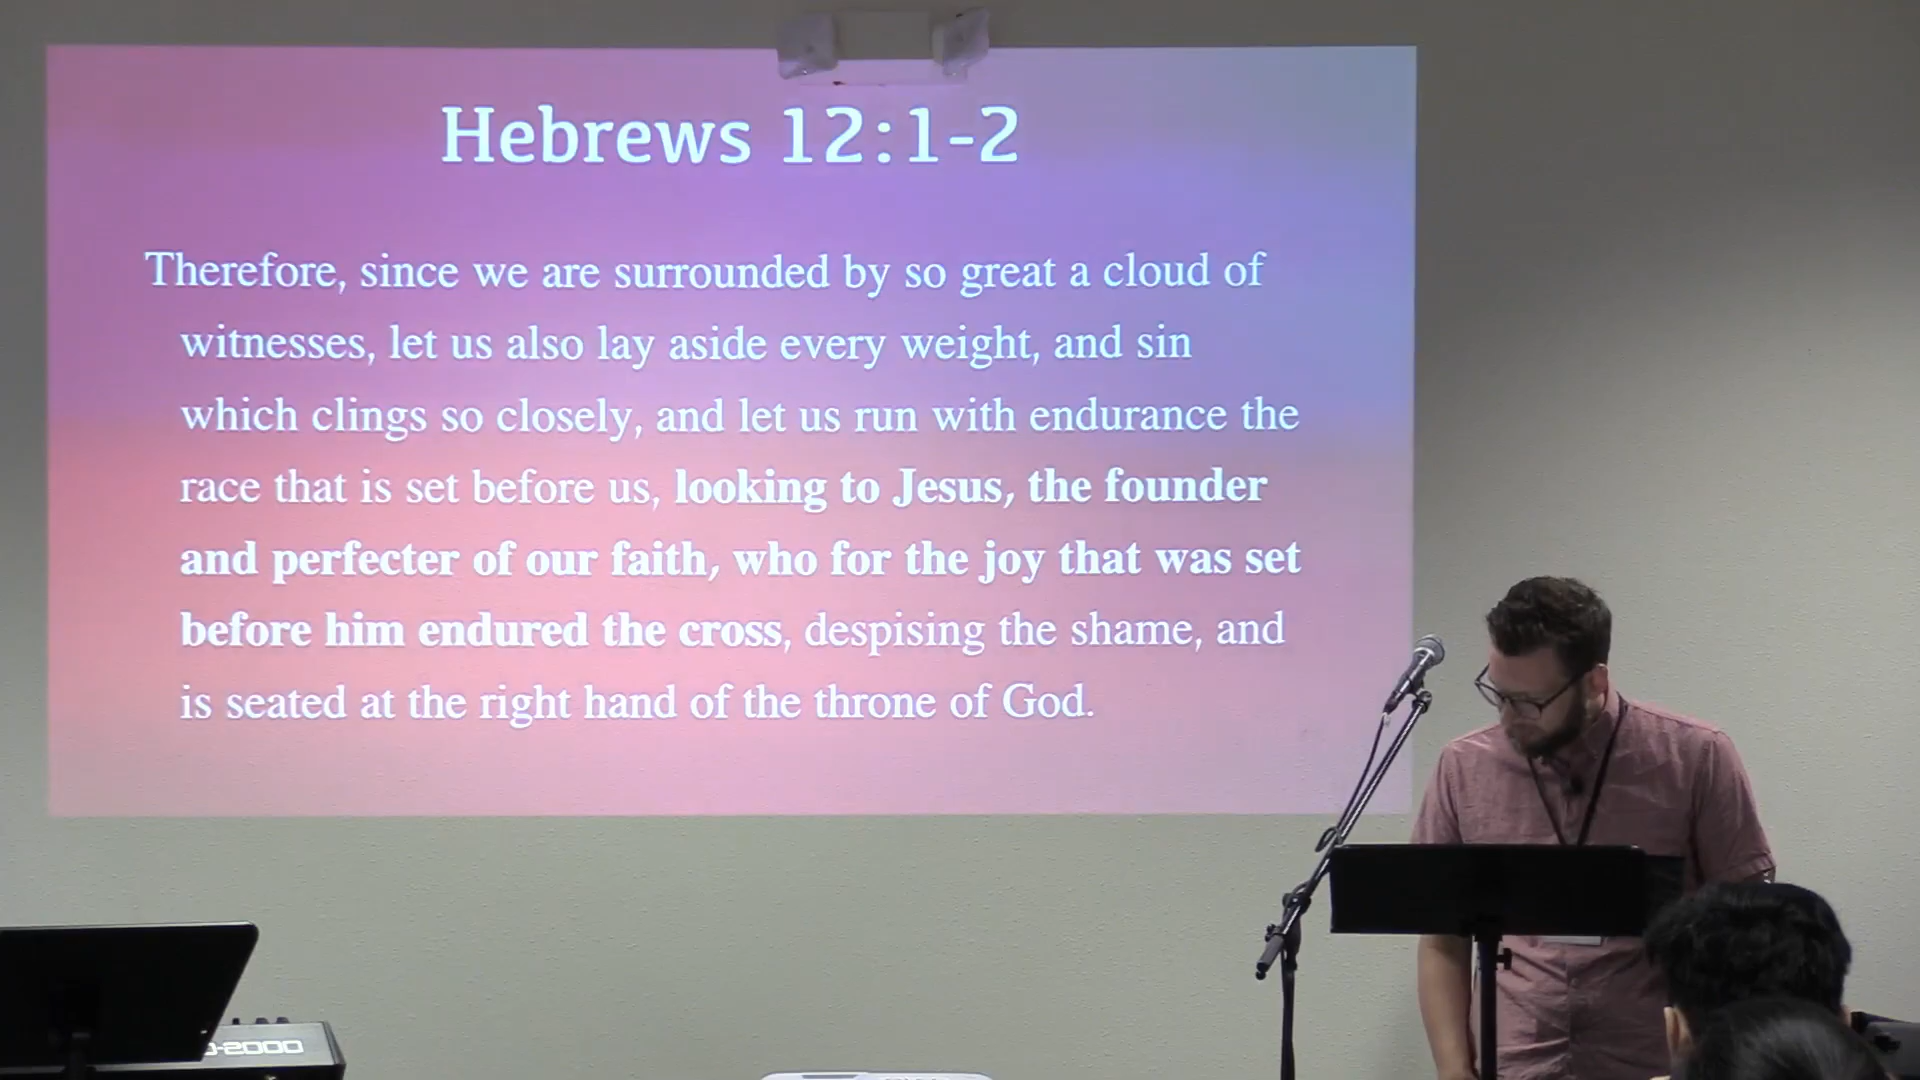 Hebrews 12:1-2
Therefore, since we are surrounded by so great a cloud of
witnesses, let us also lay aside every weight, and sin
which clings so closely, and let us run with endurance the
race that is set before us, looking to Jesus, the founder
and perfecter of our faith, who for the joy that was set
before him endured the cross, despising the shame, and
is seated at the right hand of the throne of God.
-2000